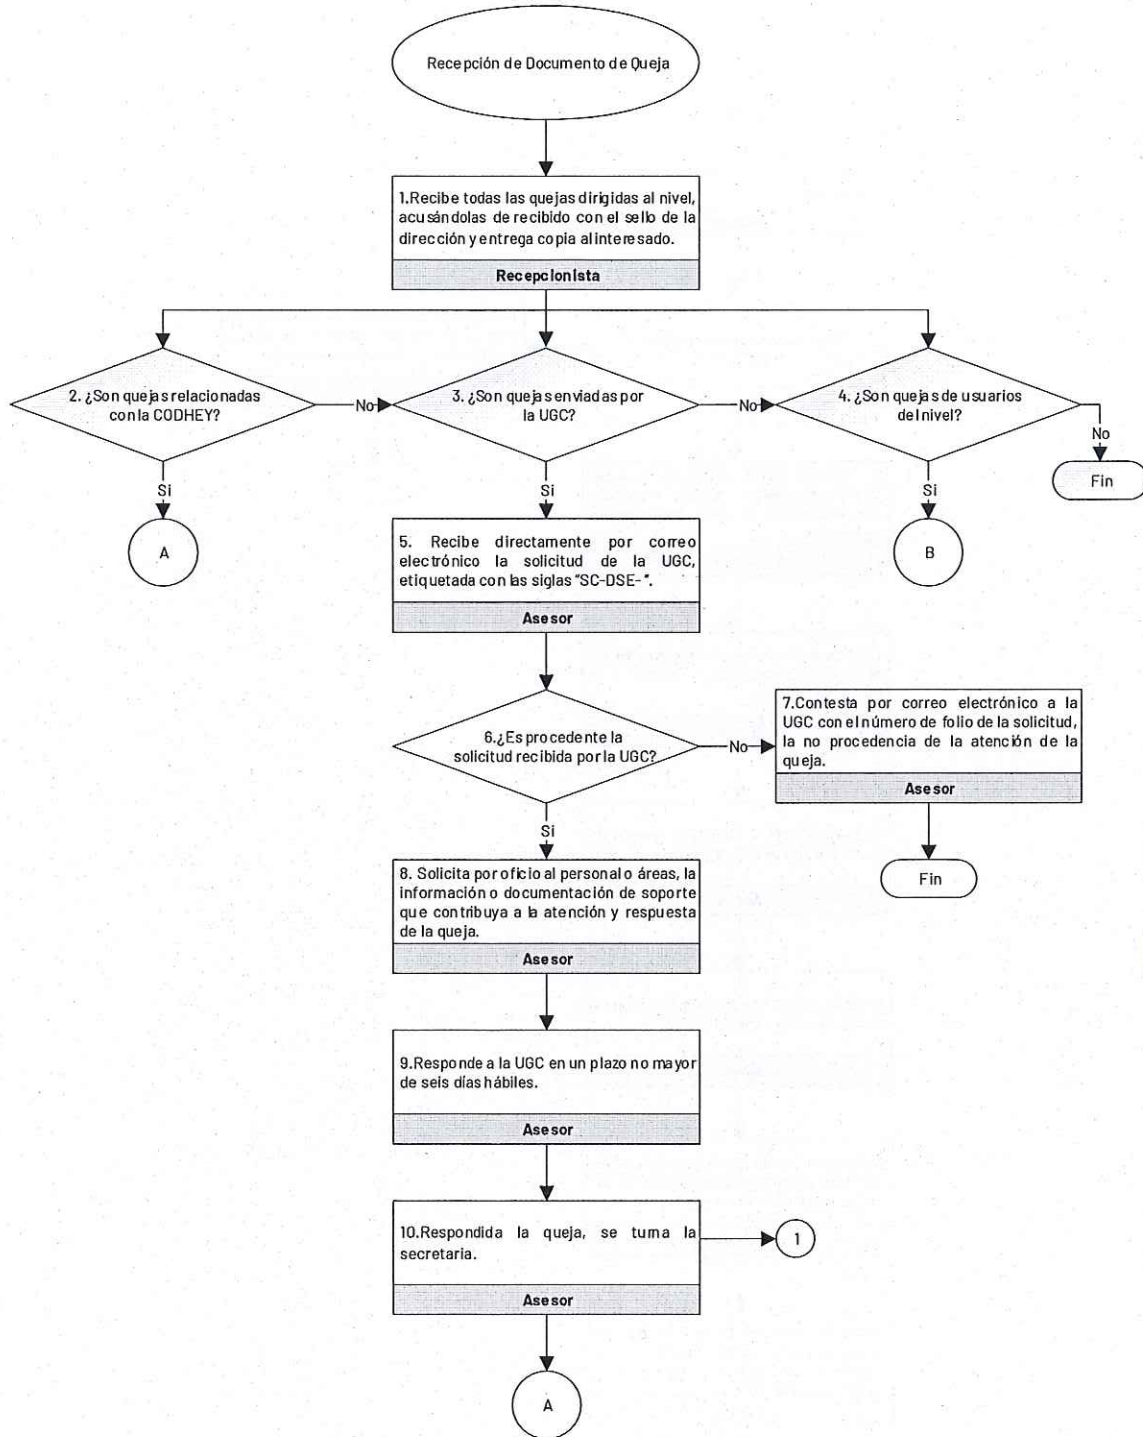 Recepción de Documento de Queja
1.Recibe todas las quejas dirigidas al nivel,
acusándolas de recibido con el sello de la
dirección y entrega copia al interesado.
Recepcionista
2. ¿Son quejas relacionadas
con la CODHEY?
No
3. ¿Son quejas enviadas por
la UGC?
No
4. ¿Son quejas de usuarios
del nivel?
No
Fin
Si
A
Si
Si
B
5. Recibe directamente por correo
electrónico la solicitud de la UGC,
etiquetada con las siglas "SC-DSE-".
Asesor
6.¿Es procedente la
solicitud recibida por la UGC?
No
7.Contesta por correo electrónico a la
UGC con el número de folio de la solicitud,
la no procedencia de la atención de la
queja.
Asesor
Fin
Si
8. Solicita por oficio al personal o áreas, la
información o documentación de soporte
que contribuya a la atención y respuesta
de la queja.
Asesor
9.Responde a la UGC en un plazo no mayor
de seis días hábiles.
Asesor
10.Respondida la queja, se turna la
secretaria.
Asesor
1
A